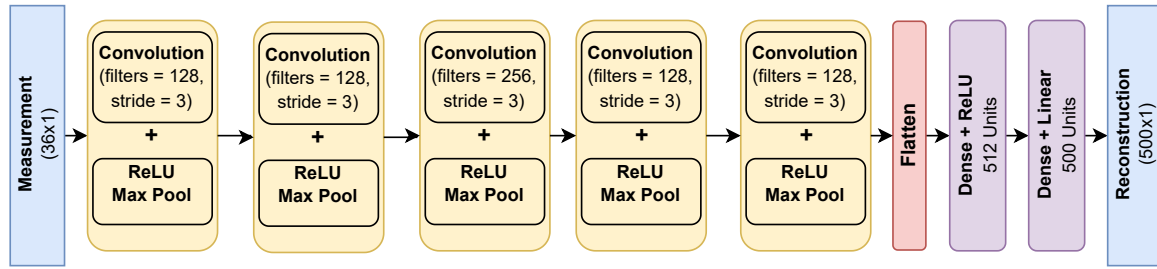 Measurement
(36x1)
Convolution
(filters = 128,
stride = 3)
+
ReLU
Max Pool
Convolution
(filters = 128,
stride = 3)
+
ReLU
Max Pool
Convolution
(filters = 256,
stride = 3)
+
ReLU
Max Pool
Convolution
(filters = 128,
stride = 3)
+
ReLU
Max Pool
Convolution
(filters = 128,
stride = 3)
+
ReLU
Max Pool
Flatten
Dense + ReLU
512 Units
Dense + Linear
500 Units
Reconstruction
(500x1)